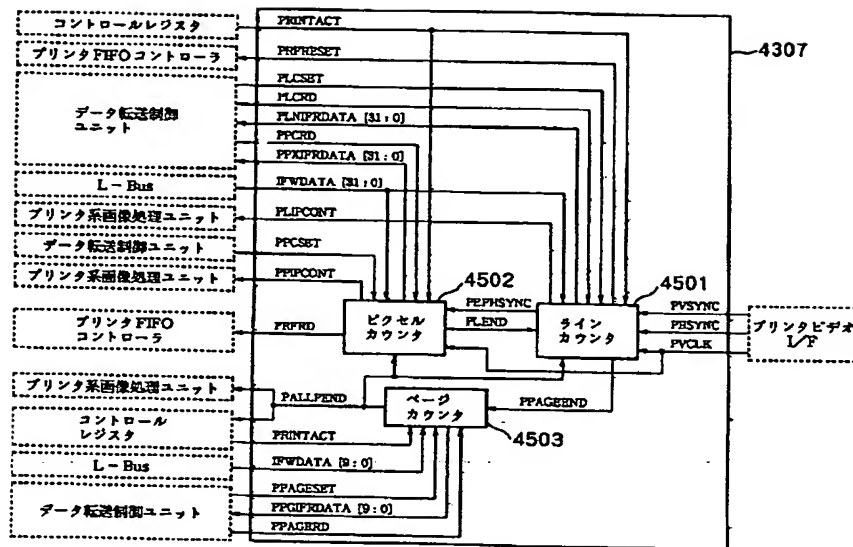 コントロールレジスタ
PRINTACT
4307
プリンタFIFOコントローラ
PRFRESET
データ転送制御
ユニット
PLCSET
PLCRD
PLNIFRDATA [31:0]
PPCRD
PPXIFRDATA [31:0]
L-Bus
IFWDATA [31:0]
プリンタ系画像処理ユニット
PLIPCONT
データ転送制御ユニット
PPCSET
プリンタ系画像処理ユニット
PPIPCONT
4502
4501
ピクセル
カウンタ
PEPHSYNC
PLEND
ライン
カウンタ
PVSYNC
PHSYNC
PVCLK
プリンタビデオ
I/F
プリンタFIFO
コントローラ
PRFRD
プリンタ系画像処理ユニット
PALLPEND
ページ
カウンタ
PPAGEEND
4503
コントロール
レジスタ
PRINTACT
L-Bus
IFWDATA [9:0]
データ転送制御ユニット
PPAGESET
PPGIFRDATA [9:0]
PPAGERD